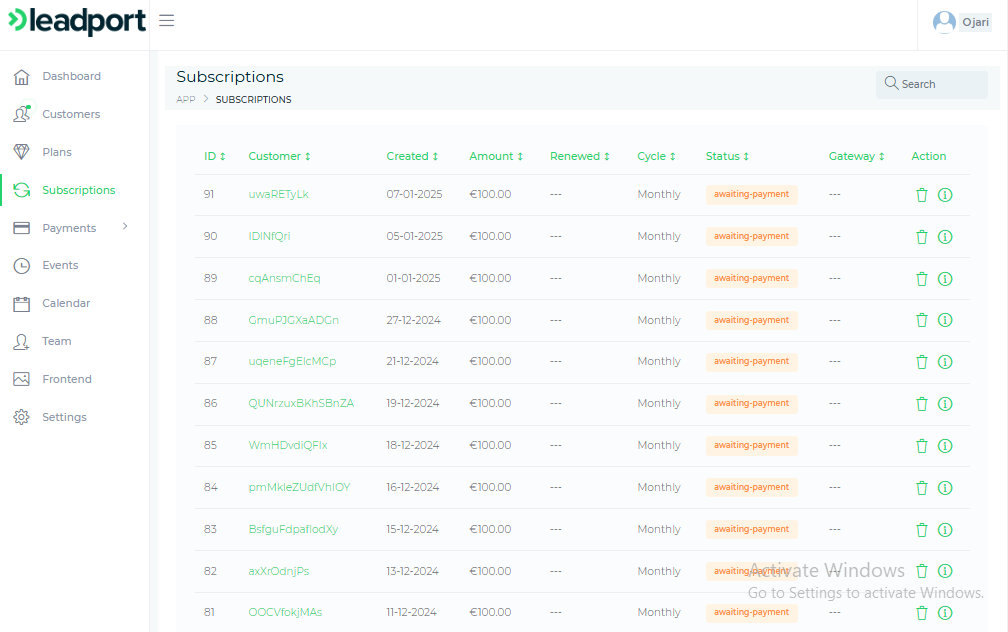 leadport
Ojari
Dashboard
Customers
Plans
Subscriptions
Payments
Events
Calendar
Team
Frontend
Settings
Subscriptions
APP > SUBSCRIPTIONS
Search
ID Customer Created Amount Renewed Cycle Status Gateway Action
91 uwaRETyLk 07-01-2025 €100.00 --- Monthly awaiting-payment ---
90 05-01-2025 €100.00 --- Monthly awaiting-payment ---
89 cqAnsmChEq 01-01-2025 €100.00 --- Monthly awaiting-payment ---
88 GmuPJGXaADGn 27-12-2024 €100.00 --- Monthly awaiting-payment ---
87 21-12-2024 €100.00 --- Monthly awaiting-payment ---
86 QUNrzuxBKhSBnZA 19-12-2024 €100.00 --- Monthly awaiting-payment ---
85 18-12-2024 €100.00 --- Monthly awaiting-payment ---
84 16-12-2024 €100.00 --- Monthly awaiting-payment ---
83 15-12-2024 €100.00 --- Monthly awaiting-payment ---
82 axXrOdnjPs 13-12-2024 €100.00 --- Monthly awaiting-payment ---
81 OOCVfokjMAs 11-12-2024 €100.00 --- Monthly awaiting-payment ---
Activate Windows
Go to Settings to activate Windows.